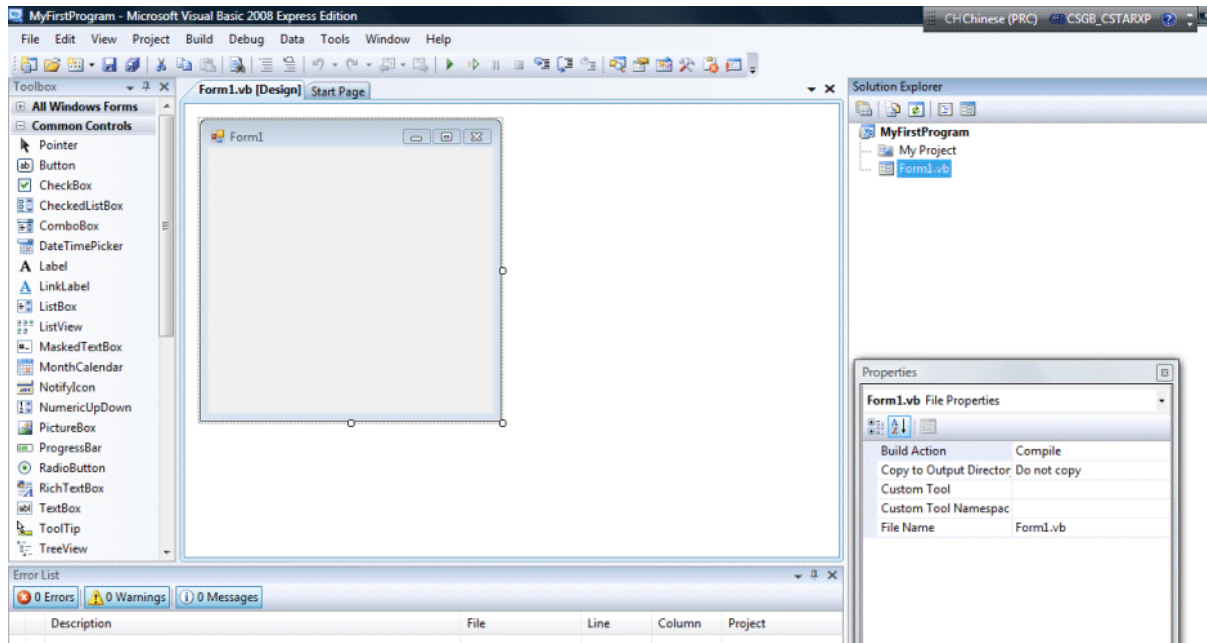 MyFirstProgram - Microsoft Visual Basic 2008 Express Edition
CH Chinese (PRC) CSGB_CSTARXP
File Edit View Project Build Debug Data Tools Window Help
Toolbox
All Windows Forms
Common Controls
Pointer
Button
CheckBox
CheckedListBox
ComboBox
DateTimePicker
A Label
A LinkLabel
ListBox
ListView
MaskedTextBox
MonthCalendar
NotifyIcon
NumericUpDown
PictureBox
ProgressBar
RadioButton
RichTextBox
TextBox
ToolTip
TreeView
Form1.vb [Design] Start Page
Form1
Solution Explorer
MyFirstProgram
My Project
Form1.vb
Properties
Form1.vb File Properties
Build Action Compile
Copy to Output Director Do not copy
Custom Tool
Custom Tool Namespac
File Name Form1.vb
Error List
0 Errors 0 Warnings 0 Messages
Description File Line Column Project